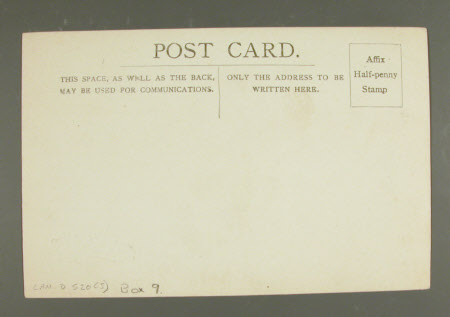 POST CARD.
THIS SPACE, AS WELL AS THE BACK,
MAY BE USED FOR COMMUNICATIONS.
ONLY THE ADDRESS TO BE
WRITTEN HERE.
Affix
Half-penny
Stamp
Box 9.